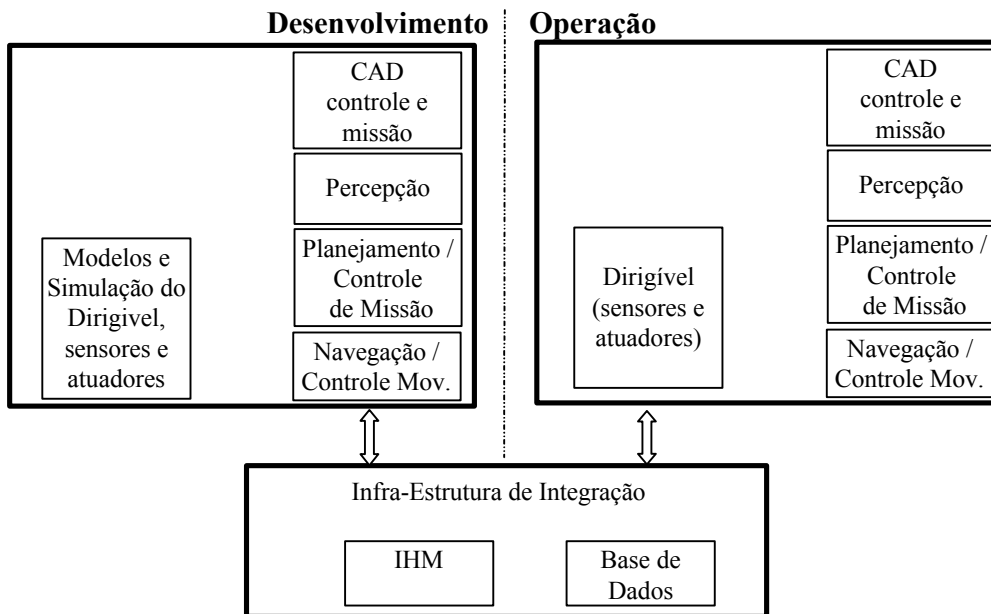 Desenvolvimento
Operação
CAD
controle e
missão
Percepção
Planejamento /
Controle
de Missão
Navegação /
Controle Mov.
Modelos e
Simulação do
Dirigivel,
sensores e
atuadores
CAD
controle e
missão
Percepção
Planejamento /
Controle
de Missão
Navegação /
Controle Mov.
Dirigível
(sensores e
atuadores)
Infra-Estrutura de Integração
IHM
Base de
Dados